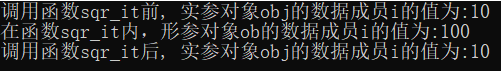 调用函数sqr_it前, 实参对象obj的数据成员i的值为:10
在函数sqr_it内, 形参对象ob的数据成员i的值为:100
调用函数sqr_it后, 实参对象obj的数据成员i的值为:10